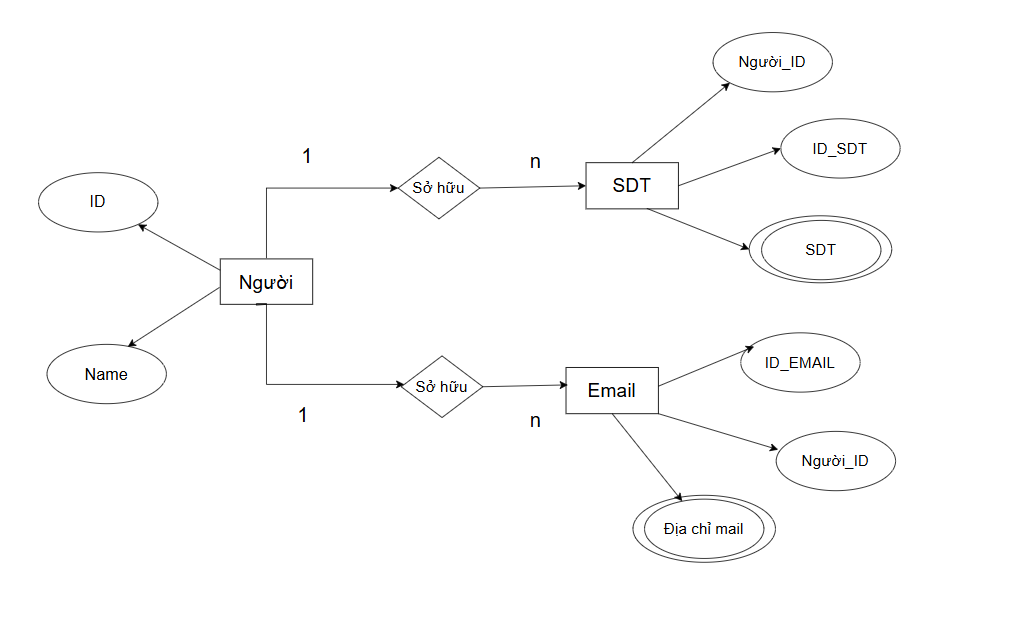 Người_ID
ID_SDT
1
n
Sở hữu
SDT
ID
SDT
Người
ID_EMAIL
Name
Sở hữu
Email
1
n
Người_ID
Địa chỉ mail